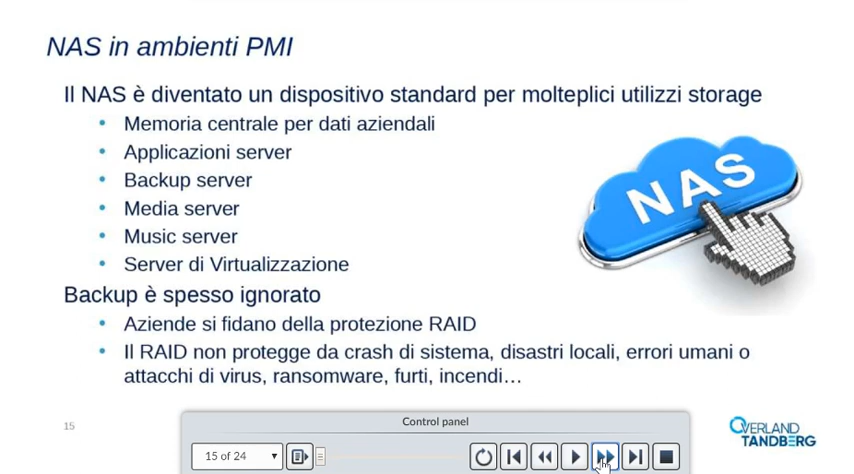 NAS in ambienti PMI
Il NAS è diventato un dispositivo standard per molteplici utilizzi storage
• Memoria centrale per dati aziendali
• Applicazioni server
• Backup server
• Media server
• Music server
• Server di Virtualizzazione
NAS
Backup è spesso ignorato
• Aziende si fidano della protezione RAID
• Il RAID non protegge da crash di sistema, disastri locali, errori umani o
attacchi di virus, ransomware, furti, incendi…
15
OVERLAND
TANDBERG
Control panel
15 of 24